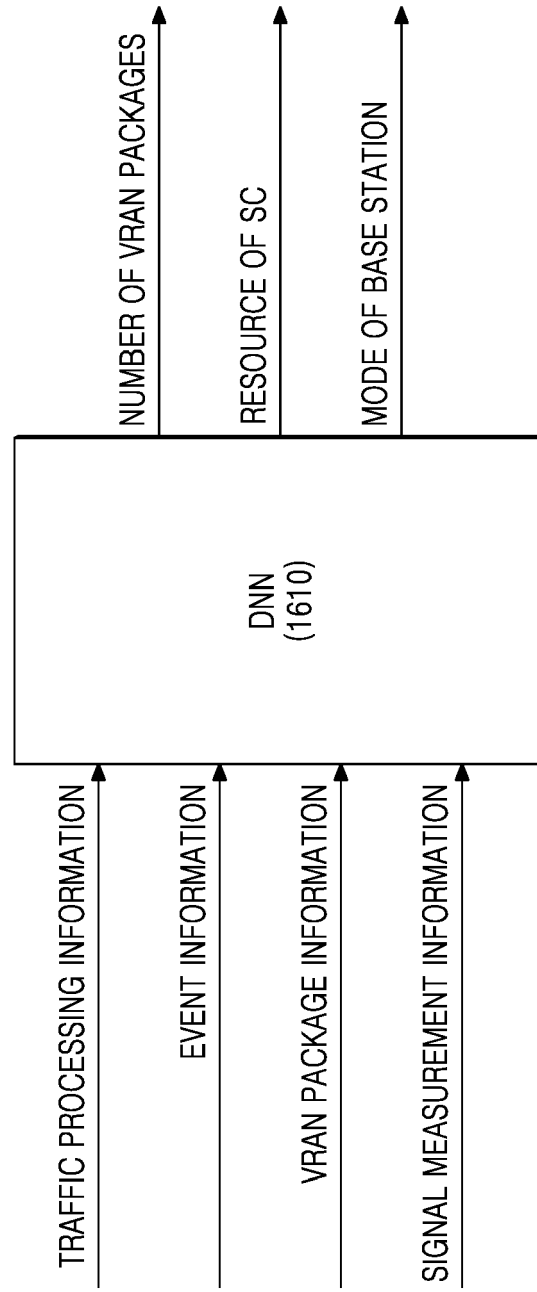 TRAFFIC PROCESSING INFORMATION
EVENT INFORMATION
VRAN PACKAGE INFORMATION
SIGNAL MEASUREMENT INFORMATION
DNN
(1610)
NUMBER OF VRAN PACKAGES
RESOURCE OF SC
MODE OF BASE STATION